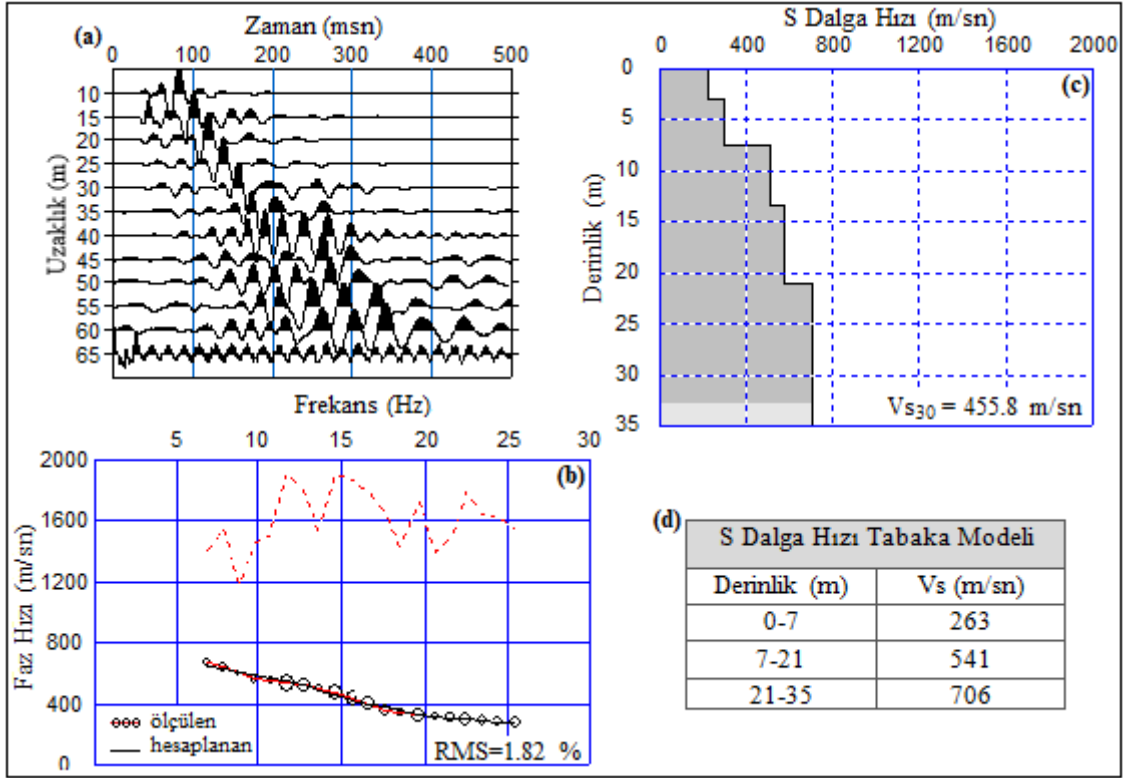 (a)
Zaman (msn)
0 100 200 300 400 500
Uzaklık (m)
10
15
20
25
30
35
40
45
50
55
60
65
S Dalga Hızı (m/sn)
0 400 800 1200 1600 2000
(c)
Derinlik (m)
0
5
10
15
20
25
30
35
Vs30 = 455.8 m/sn
Frekans (Hz)
5 10 15 20 25 30
(b)
Faz Hızı (m/sn)
2000
1600
1200
800
400
0
ölçülen
hesaplanan
RMS=1.82 %
(d)
S Dalga Hızı Tabaka Modeli
Derinlik (m) Vs (m/sn)
0-7 263
7-21 541
21-35 706